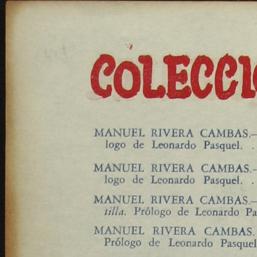 COLECCI
MANUEL RIVERA CAMBAS.—
logo de Leonardo Pasquel. .
MANUEL RIVERA CAMBAS.—
logo de Leonardo Pasquel. .
MANUEL RIVERA CAMBAS.—
tilla. Prólogo de Leonardo Pa
MANUEL RIVERA CAMBAS.
Prólogo de Leonardo Pasquel